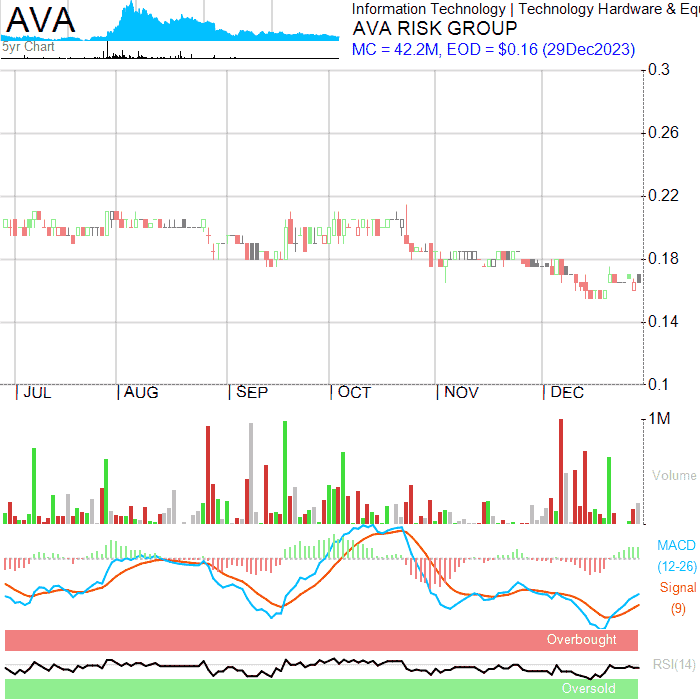 AVA
5yr Chart
Information Technology | Technology Hardware & Equ
AVA RISK GROUP
MC = 42.2M, EOD = $0.16 (29Dec2023)
0.3
0.26
0.22
0.18
0.14
0.1
JUL AUG SEP OCT NOV DEC
1M
Volume
MACD
(12-26)
Signal
(9)
Overbought
RSI(14)
Oversold